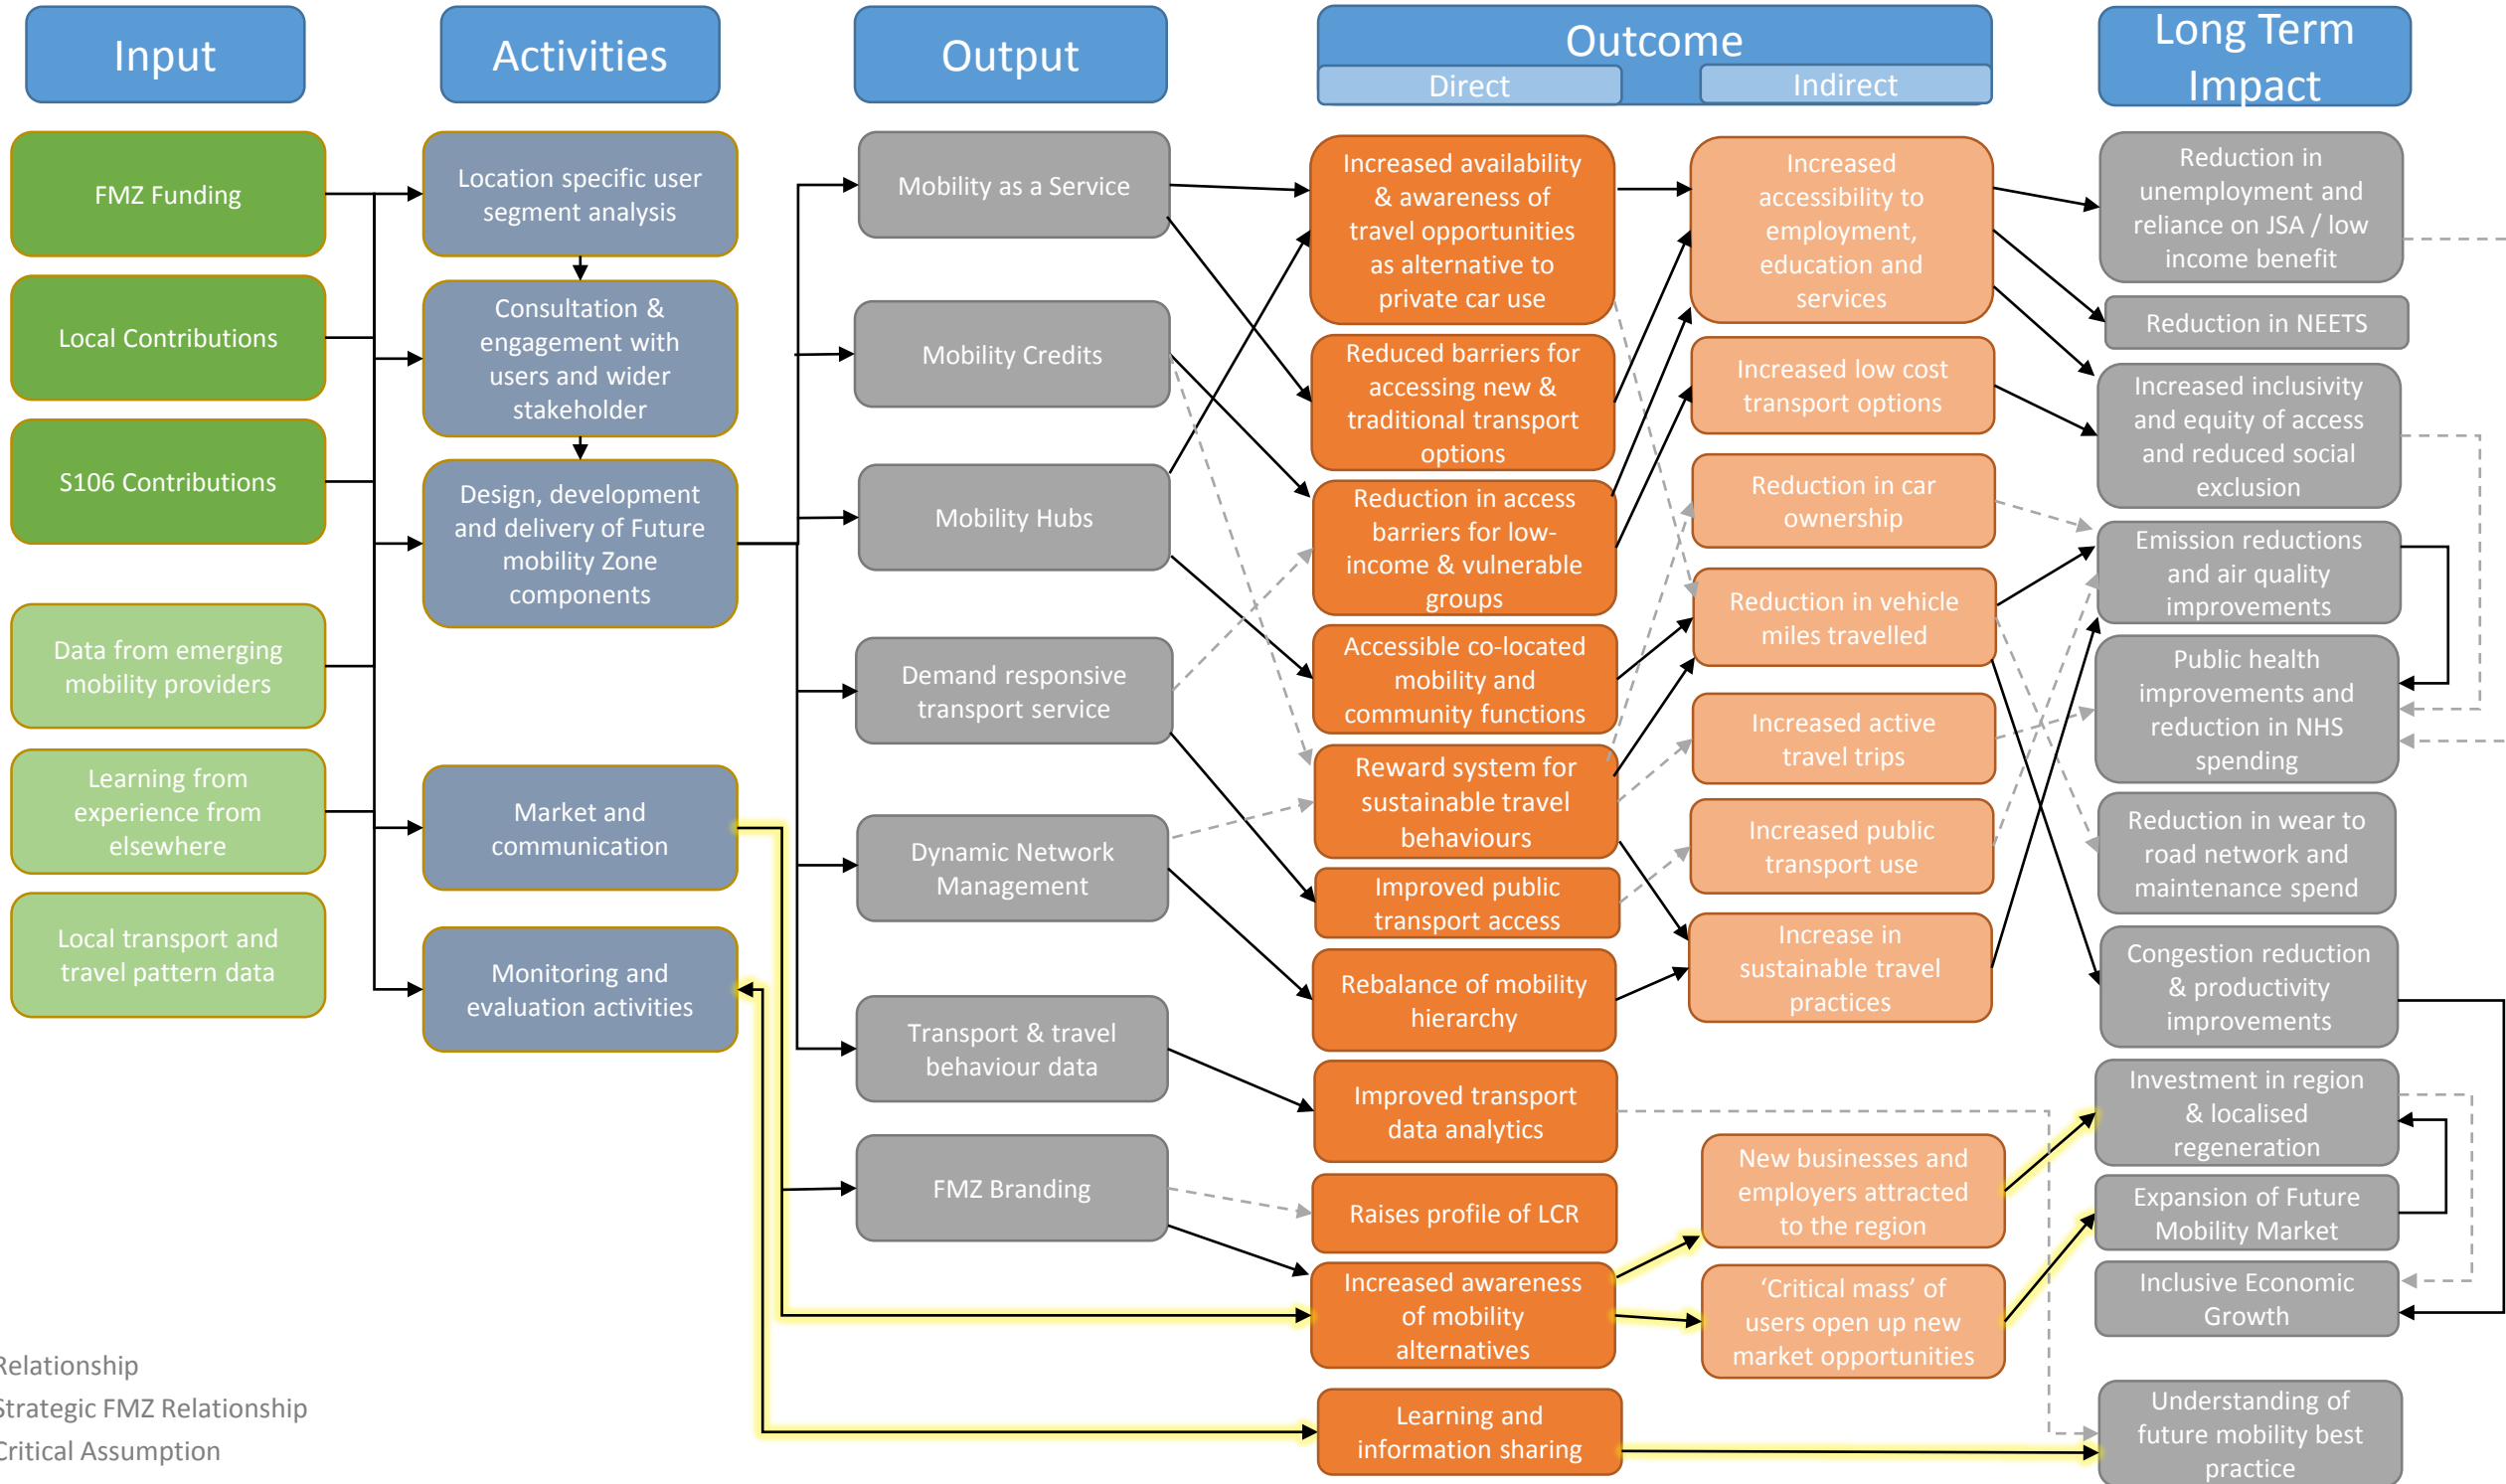 Input
Activities
Output
Outcome
Direct
Indirect
Long Term
Impact
FMZ Funding
Local Contributions
S106 Contributions
Data from emerging
mobility providers
Learning from
experience from
elsewhere
Local transport and
travel pattern data
Location specific user
segment analysis
Consultation &
engagement with
users and wider
stakeholder
Design, development
and delivery of Future
mobility Zone
components
Market and
communication
Monitoring and
evaluation activities
Mobility as a Service
Mobility Credits
Mobility Hubs
Demand responsive
transport service
Dynamic Network
Management
Transport & travel
behaviour data
FMZ Branding
Increased availability
& awareness of
travel opportunities
as alternative to
private car use
Reduced barriers for
accessing new &
traditional transport
options
Reduction in access
barriers for low-
income & vulnerable
groups
Accessible co-located
mobility and
community functions
Reward system for
sustainable travel
behaviours
Improved public
transport access
Rebalance of mobility
hierarchy
Improved transport
data analytics
Raises profile of LCR
Increased awareness
of mobility
alternatives
Learning and
information sharing
Increased
accessibility to
employment,
education and
services
Increased low cost
transport options
Reduction in car
ownership
Reduction in vehicle
miles travelled
Increased active
travel trips
Increased public
transport use
Increase in
sustainable travel
practices
New businesses and
employers attracted
to the region
‘Critical mass’ of
users open up new
market opportunities
Reduction in
unemployment and
reliance on JSA / low
income benefit
Reduction in NEETS
Increased inclusivity
and equity of access
and reduced social
exclusion
Emission reductions
and air quality
improvements
Public health
improvements and
reduction in NHS
spending
Reduction in wear to
road network and
maintenance spend
Congestion reduction
& productivity
improvements
Investment in region
& localised
regeneration
Expansion of Future
Mobility Market
Inclusive Economic
Growth
Understanding of
future mobility best
practice
Relationship
Strategic FMZ Relationship
Critical Assumption